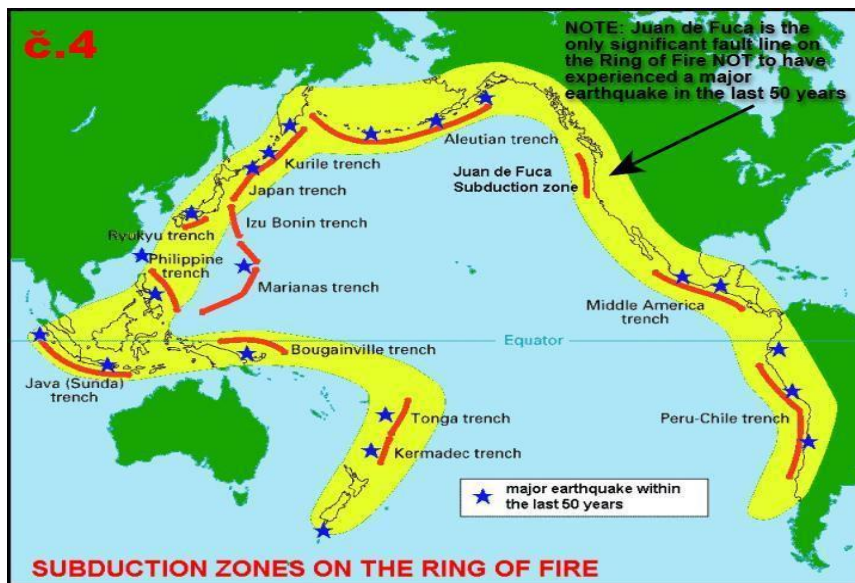 č.4
NOTE: Juan de Fuca is the
only significant fault line on
the Ring of Fire NOT to have
experienced a major
earthquake in the last 50 years
Aleutian trench
Kurile trench
Juan de Fuca
Subduction zone
Japan trench
Izu Bonin trench
Ryukyu trench
Philippine
trench
Marianas trench
Middle America
trench
Equator
Bougainville trench
Java (Sunda)
trench
Tonga trench
Peru-Chile trench
Kermadec trench
major earthquake within
the last 50 years
SUBDUCTION ZONES ON THE RING OF FIRE